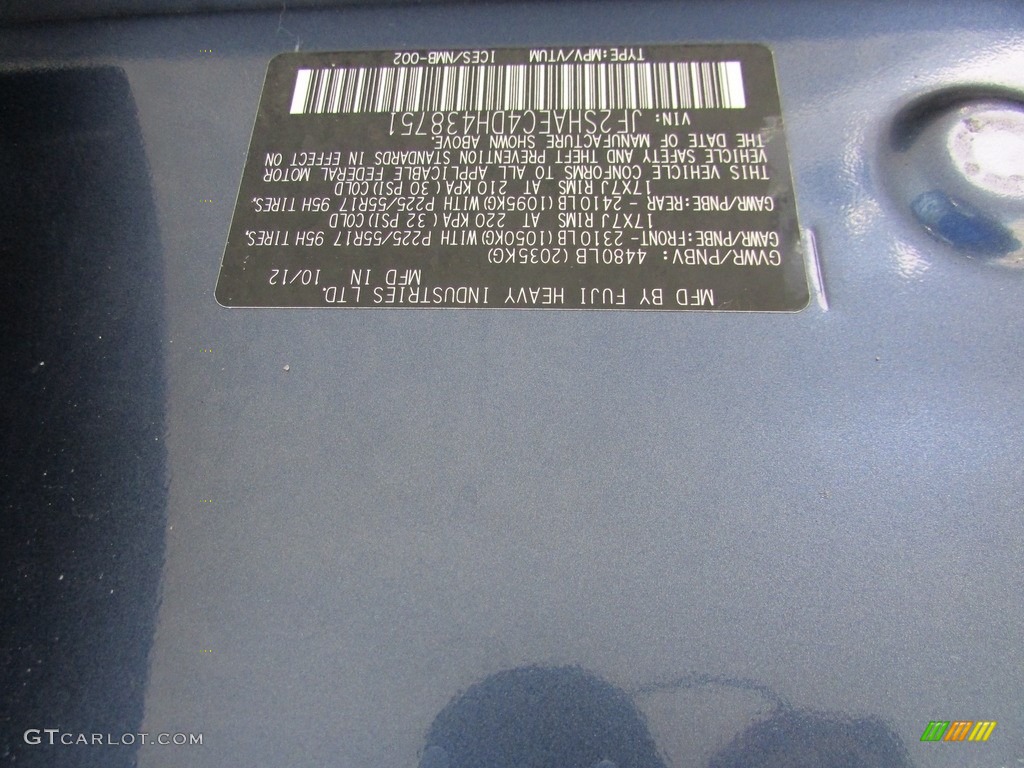 MFD BY FUJI HEAVY INDUSTRIES LTD.
MFD IN 10/12
GVWR/PNBV: 4480LB (2035KG)
GAWR/PNBE:FRONT- 2310LB(1050KG)WITH P225/55R17 95H TIRES,
17X7J RIMS AT 220 KPA( 32 PSI)COLD
GAWR/PNBE:REAR - 2410LB(1095KG)WITH P225/55R17 95H TIRES,
17X7J RIMS AT 210 KPA( 30 PSI)COLD
THIS VEHICLE CONFORMS TO ALL APPLICABLE FEDERAL MOTOR
VEHICLE SAFETY AND THEFT PREVENTION STANDARDS IN EFFECT ON
THE DATE OF MANUFACTURE SHOWN ABOVE.
VIN: JF2SHAEC4DH438751
TYPE:MPV/VTUM ICES/NMB-002
GTCARLOT.COM